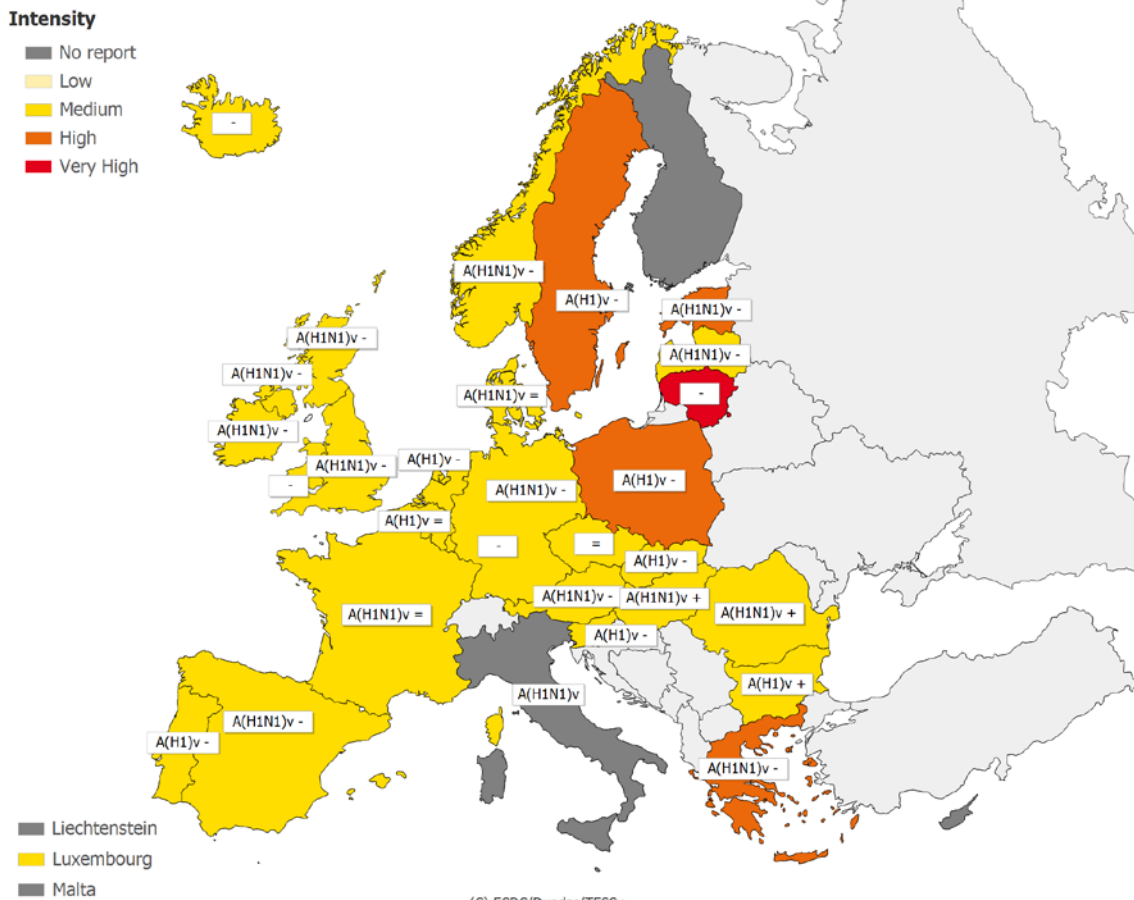 Intensity
No report
Low
Medium
High
Very High
-
A(H1N1)v -
A(H1)v -
A(H1N1)v -
A(H1N1)v -
A(H1N1)v -
A(H1N1)v -
-
A(H1N1)v =
A(H1N1)v -
A(H1N1)v -
A(H1)v -
-
A(H1N1)v -
A(H1)v -
A(H1)v =
-
=
A(H1)v -
A(H1N1)v -
A(H1N1)v +
A(H1N1)v =
A(H1N1)v +
A(H1)v -
A(H1)v +
A(H1N1)v
A(H1N1)v -
A(H1)v -
A(H1N1)v -
Liechtenstein
Luxembourg
Malta